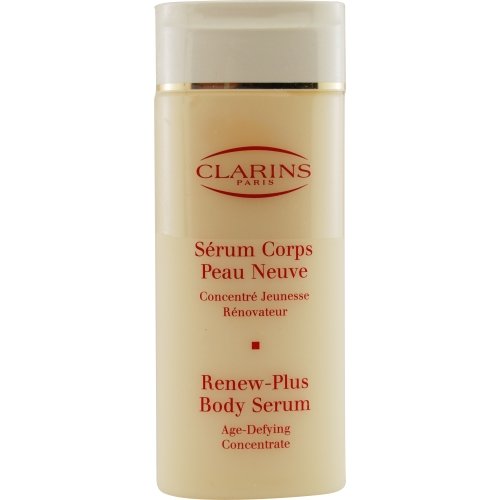 CLARINS
PARIS
Sérum Corps
Peau Neuve
Concentré Jeunesse
Rénovateur
Renew-Plus
Body Serum
Age-Defying
Concentrate